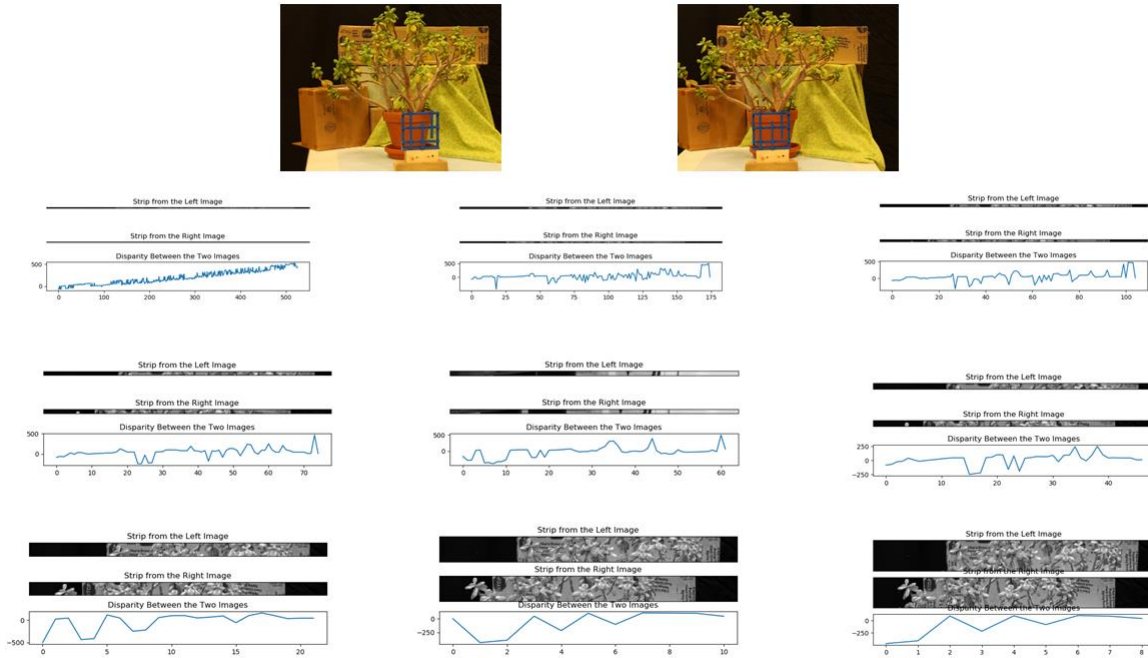 Strip from the Left Image
Strip from the Right Image
Disparity Between the Two Images
500
0
0 100 200 300 400 500
Strip from the Left Image
Strip from the Right Image
Disparity Between the Two Images
500
0
0 25 50 75 100 125 150 175
Strip from the Left Image
Strip from the Right Image
Disparity Between the Two Images
500
0
0 20 40 60 80 100
Strip from the Left Image
Strip from the Right Image
Disparity Between the Two Images
500
0
0 10 20 30 40 50 60 70
Strip from the Left Image
Strip from the Right Image
Disparity Between the Two Images
500
0
0 10 20 30 40 50 60
Strip from the Left Image
Strip from the Right Image
Disparity Between the Two Images
250
0
−250
0 10 20 30 40
Strip from the Left Image
Strip from the Right Image
Disparity Between the Two Images
0
−500
0 5 10 15 20
Strip from the Left Image
Strip from the Right Image
Disparity Between the Two Images
0
−250
0 2 4 6 8 10
Strip from the Left Image
Strip from the Right Image
Disparity Between the Two Images
0
−250
0 1 2 3 4 5 6 7 8